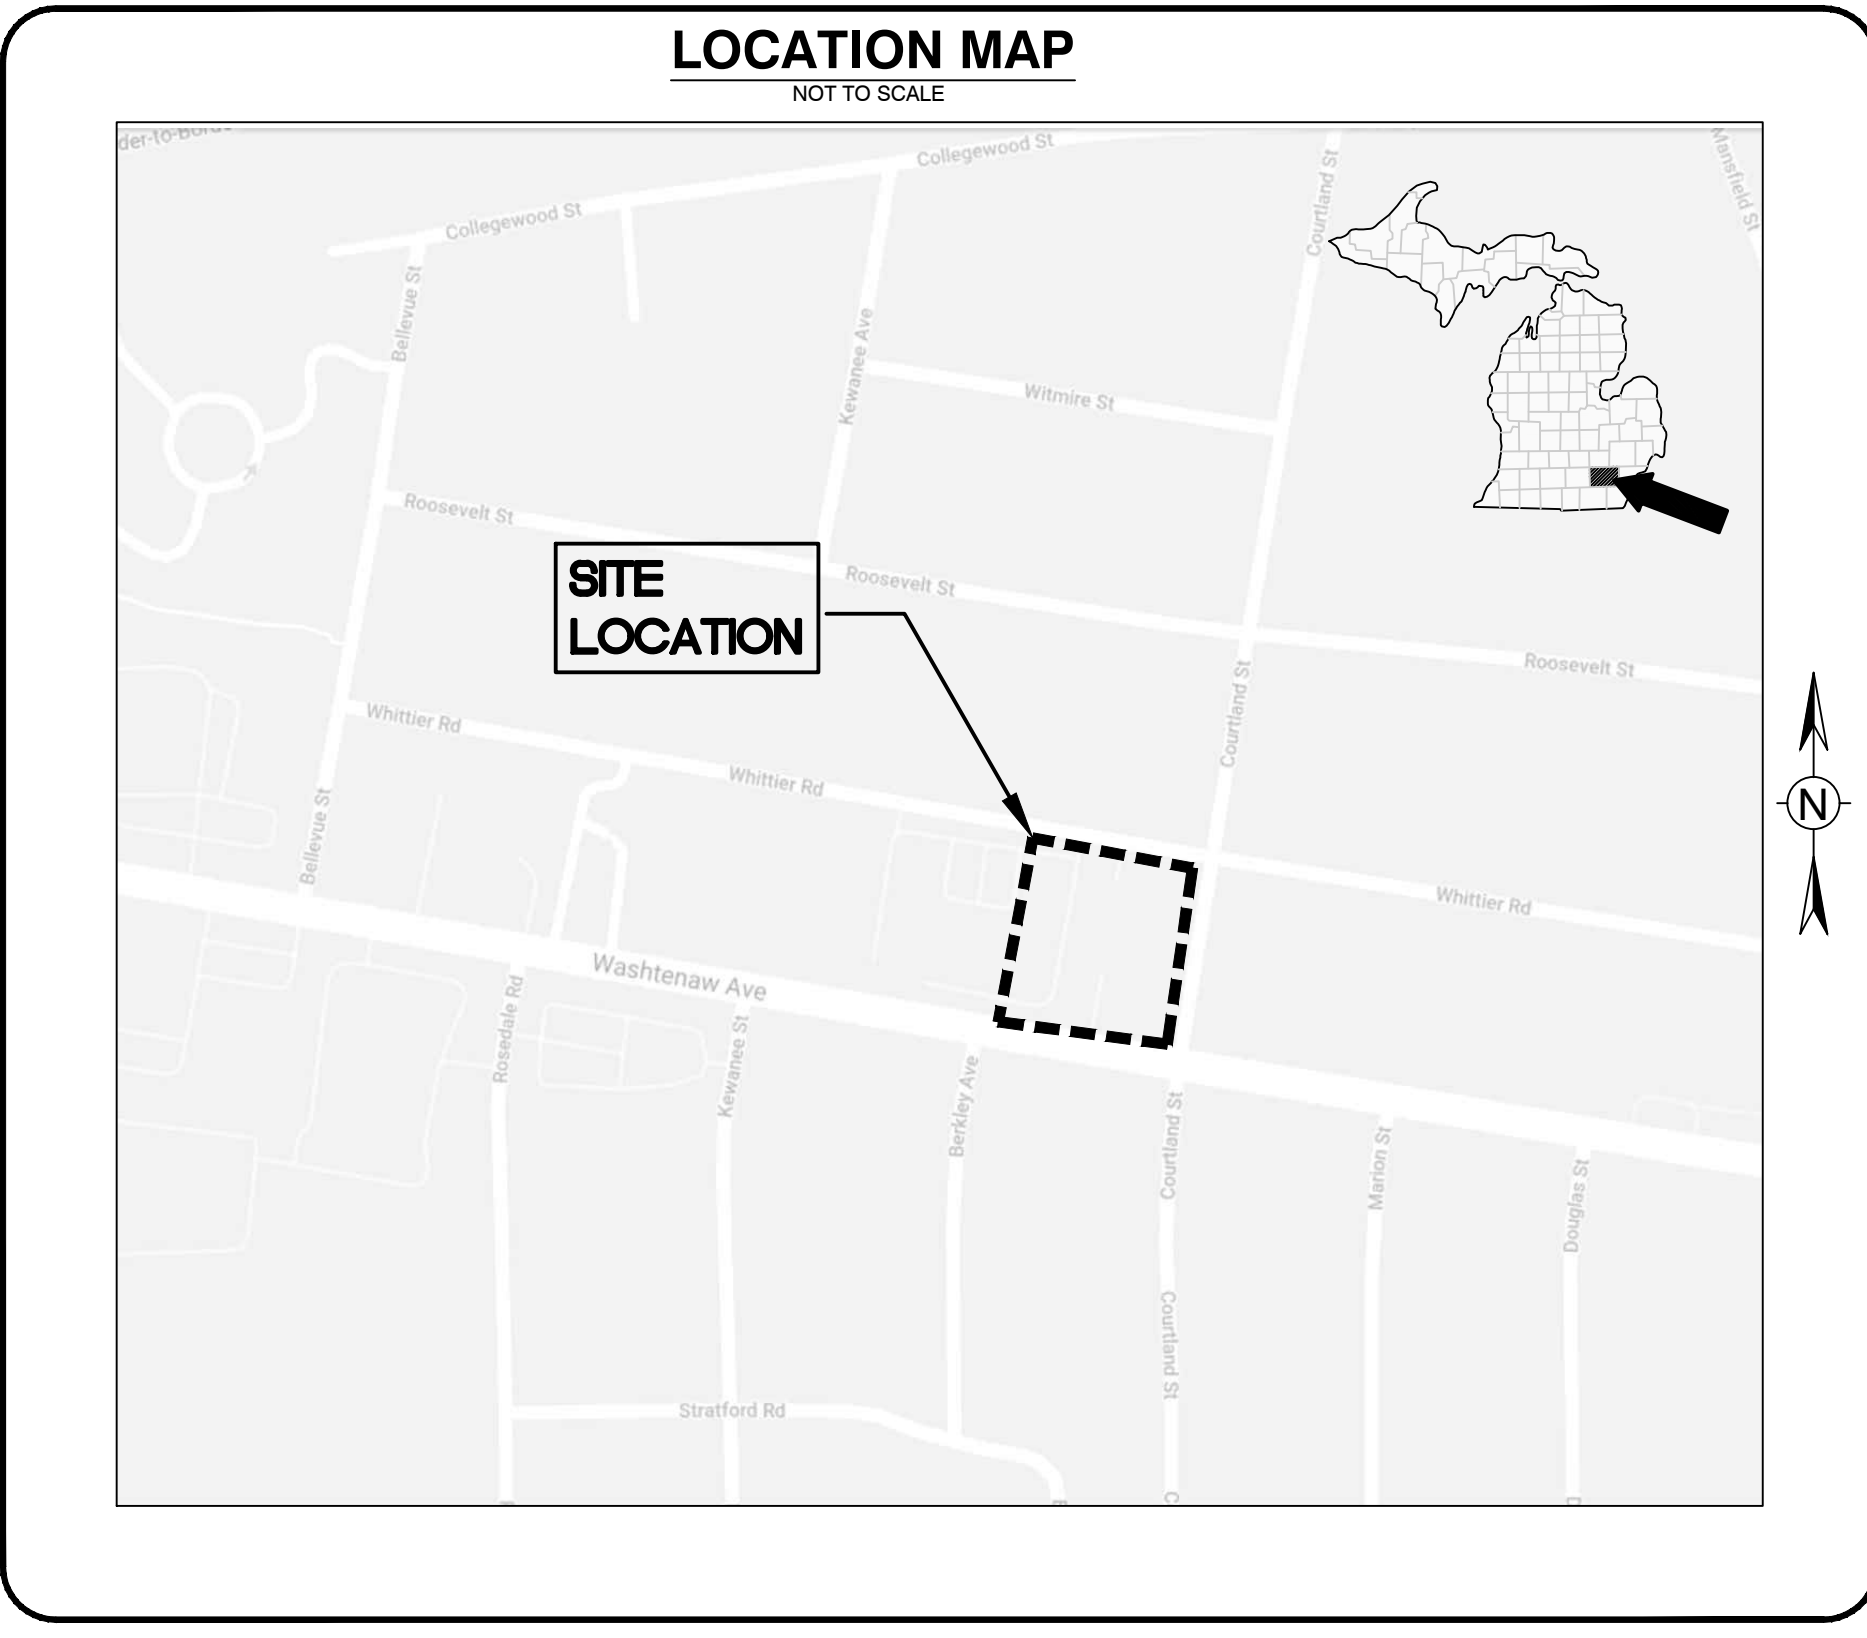 LOCATION MAP
NOT TO SCALE
Collegewood St
Collegewood St
Courtland St
Mansfield St
Bellevue St
Kewanee Ave
Witmire St
Roosevelt St
Roosevelt St
Roosevelt St
SITE
LOCATION
Courtland St
Whittier Rd
Whittier Rd
Whittier Rd
Bellevue St
N
Washtenaw Ave
Rosedale Rd
Kewanee St
Berkley Ave
Courtland St
Marion St
Douglas St
Courtland St
Stratford Rd